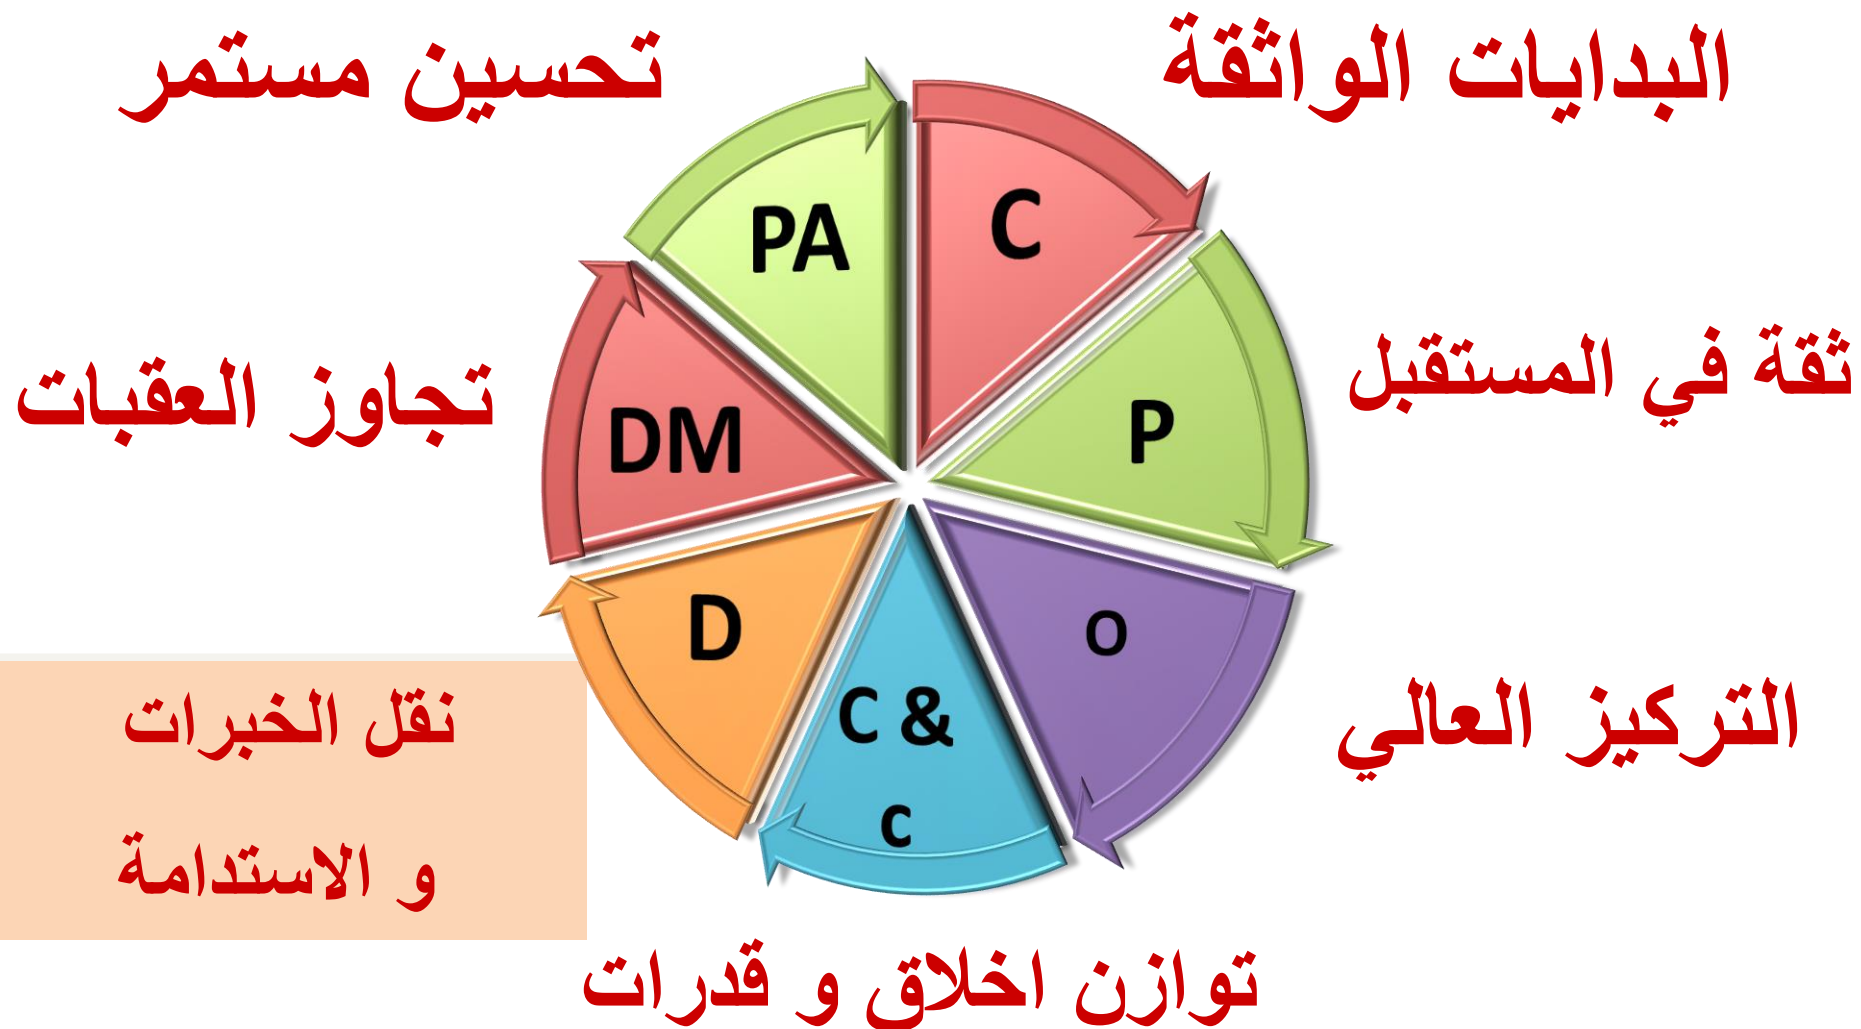 البدايات الواثقة
تحسين مستمر
C
PA
ثقة في المستقبل
P
DM
تجاوز العقبات
التركيز العالي
O
C &
c
D
نقل الخبرات
و الاستدامة
توازن اخلاق و قدرات